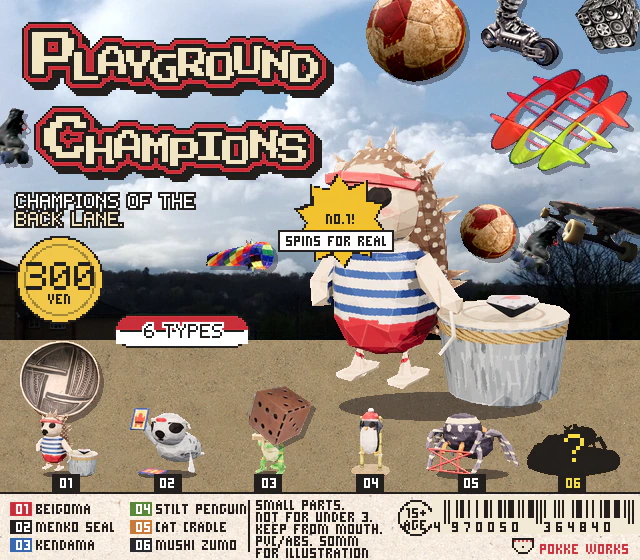 PLAYGROUND
CHAMPIONS
CHAMPIONS OF THE
BACK LANE.
NO.1!
SPINS FOR REAL
300
YEN
6 TYPES
?
01
02
03
04
05
06
01 BEIGOMA
02 MENKO SEAL
03 KENDAMA
04 STILT PENGUIN
05 CAT CRADLE
06 MUSHI ZUMO
SMALL PARTS.
NOT FOR UNDER 3.
KEEP FROM MOUTH.
PVC/ABS. 50MM
FOR ILLUSTRATION
15+
AGE
4 970050 364840
POKKE WORKS